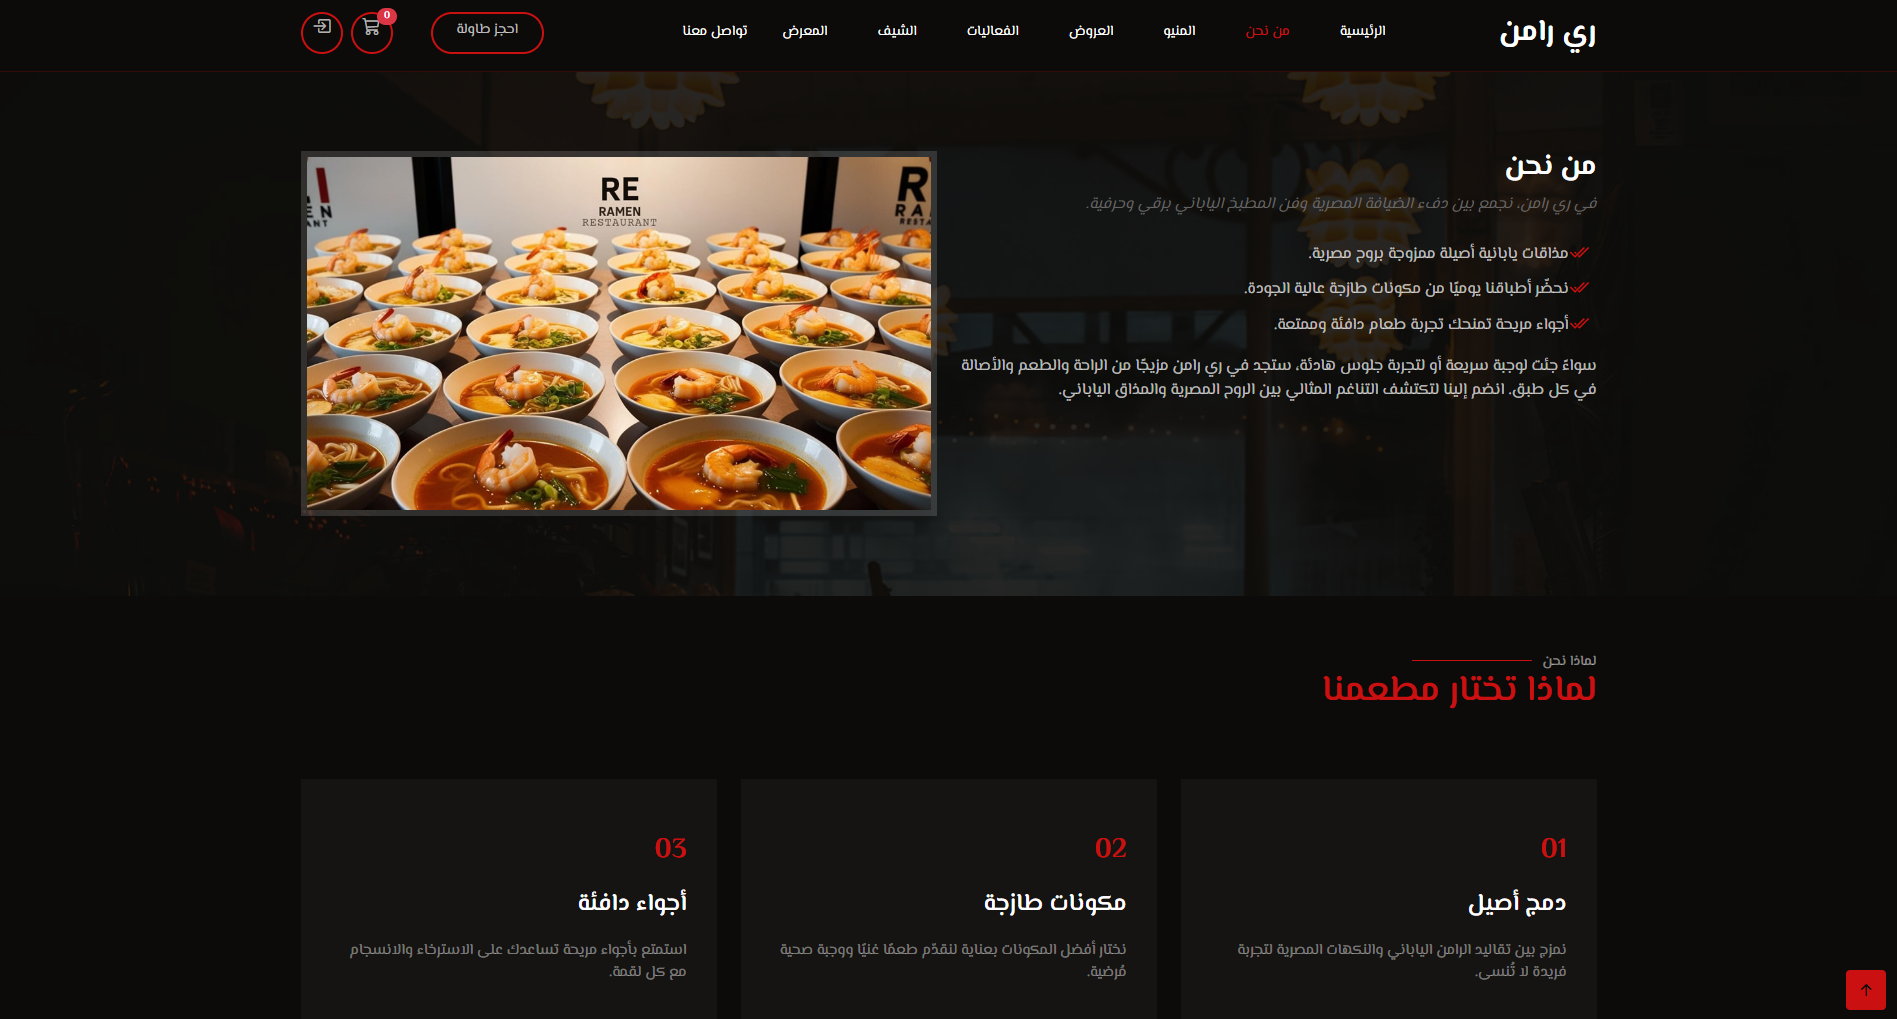 ري رامن
الرئيسية
من نحن
المنيو
العروض
الفعاليات
الشيف
المعرض
تواصل معنا
احجز طاولة
0
من نحن
في ري رامن، نجمع بين دفء الضيافة المصرية وفن المطبخ الياباني برقي وحرفية.
مذاقات يابانية أصيلة ممزوجة بروح مصرية.
نحضّر أطباقنا يوميًا من مكونات طازجة عالية الجودة.
أجواء مريحة تمنحك تجربة طعام دافئة وممتعة.
سواءً جئت لوجبة سريعة أو لتجربة جلوس هادئة، ستجد في ري رامن مزيجًا من الراحة والطعم والأصالة
في كل طبق. انضم إلينا لتكتشف التناغم المثالي بين الروح المصرية والمذاق الياباني.
RE
RAMEN
RESTAURANT
لماذا نحن
لماذا تختار مطعمنا
01
دمج أصيل
نمزج بين تقاليد الرامن الياباني والنكهات المصرية لتجربة
فريدة لا تُنسى.
02
مكونات طازجة
نختار أفضل المكونات بعناية لنقدّم طعمًا غنيًا ووجبة صحية
مُرضية.
03
أجواء دافئة
استمتع بأجواء مريحة تساعدك على الاسترخاء والانسجام
مع كل لقمة.